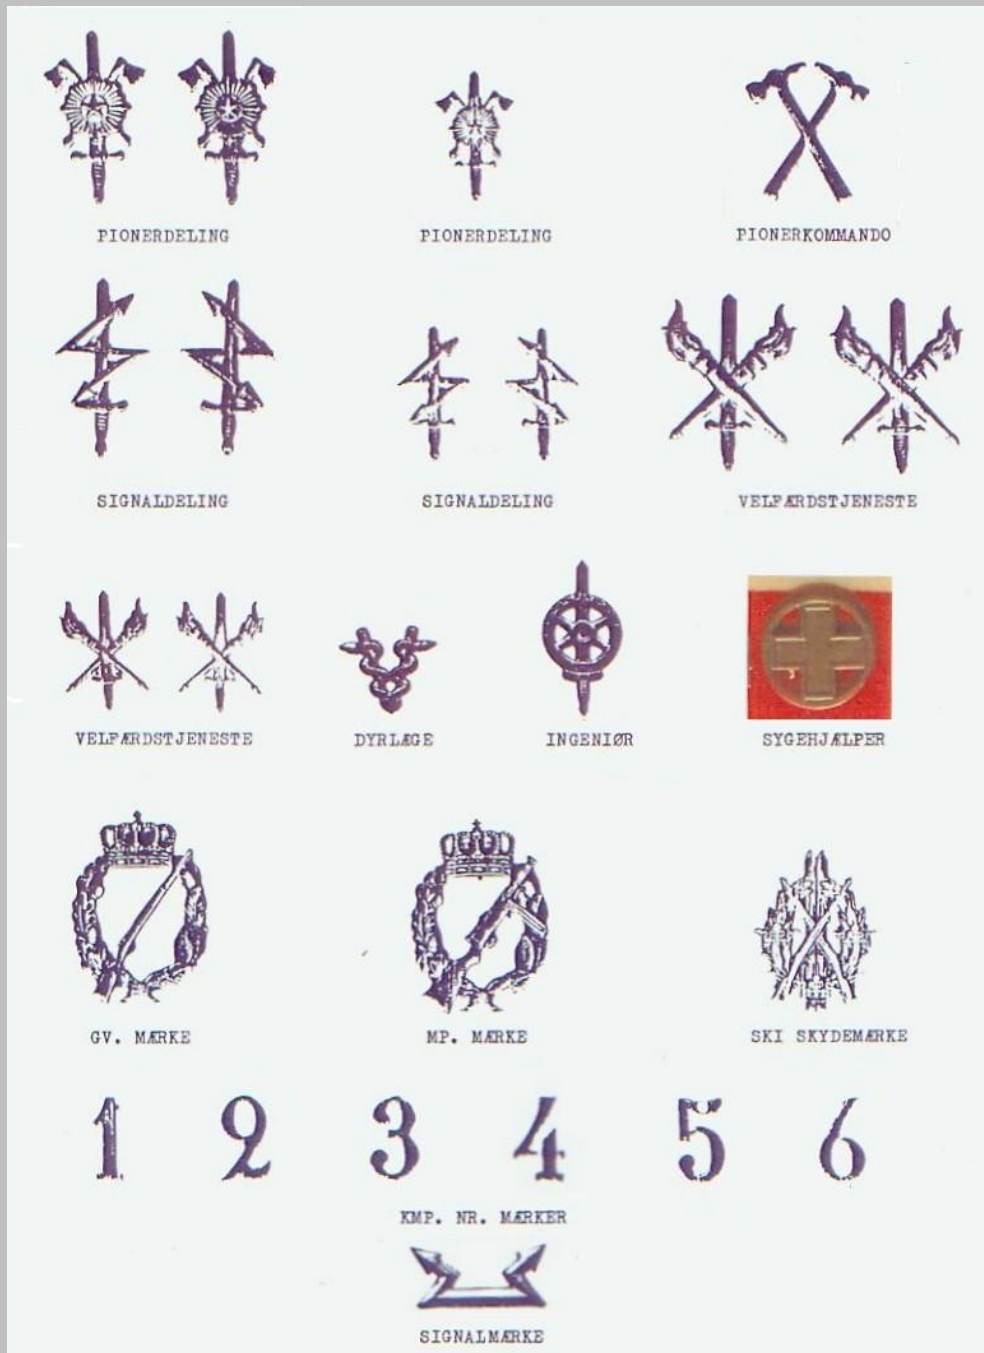 PIONERDELING
PIONERDELING
PIONERKOMMANDO
SIGNALDELING
SIGNALDELING
VELFÆRDSTJENESTE
VELFÆRDSTJENESTE
DYRLÆGE
INGENIØR
SYGEHJÆLPER
GV. MÆRKE
MP. MÆRKE
SKI SKYDEMÆRKE
1 2 3 4 5 6
KMP. NR. MÆRKER
SIGNALMÆRKE